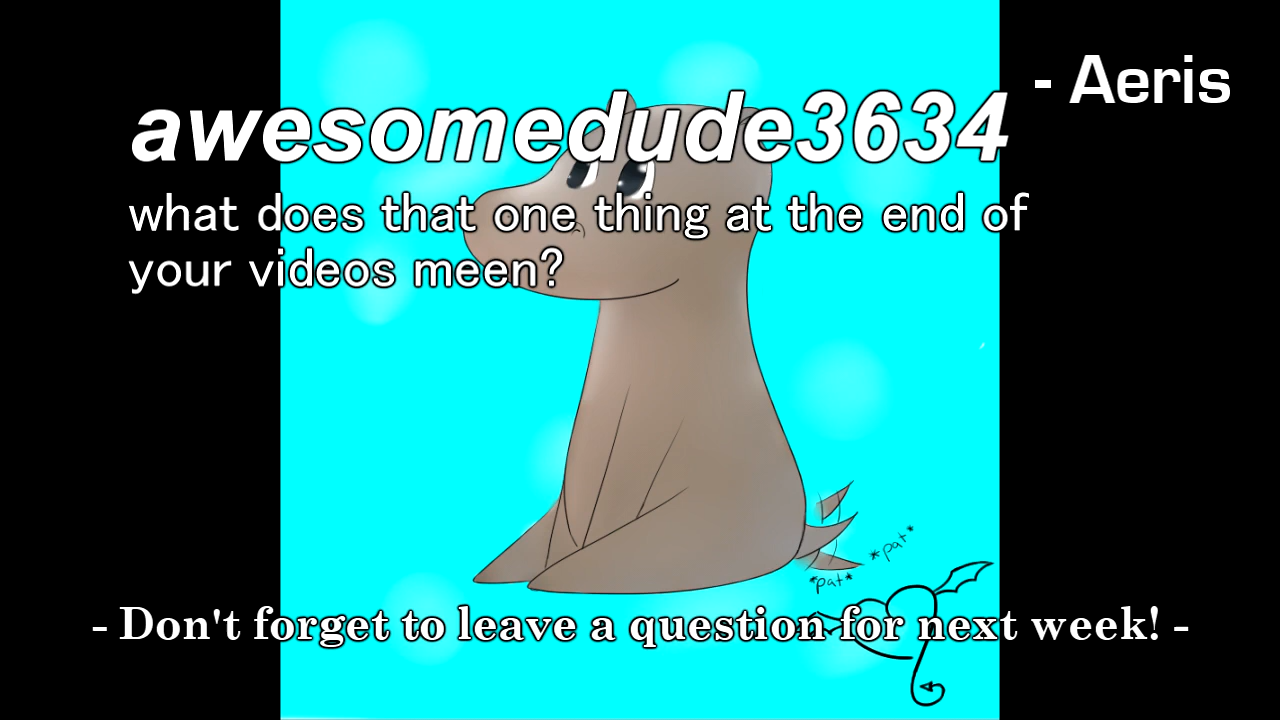 - Aeris
awesomedude3634
what does that one thing at the end of
your videos meen?
*pat*
*pat*
- Don't forget to leave a question for next week! -